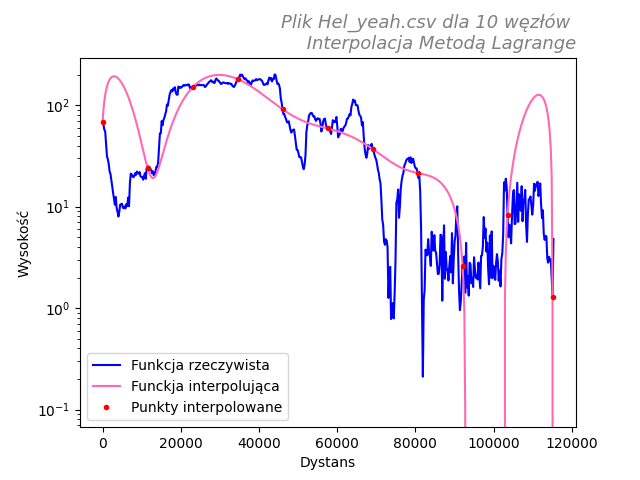 Plik Hel_yeah.csv dla 10 węzłów
Interpolacja Metodą Lagrange
Wysokość
10²
10¹
10⁰
10⁻¹
Funkcja rzeczywista
Funckja interpolująca
Punkty interpolowane
0 20000 40000 60000 80000 100000 120000
Dystans